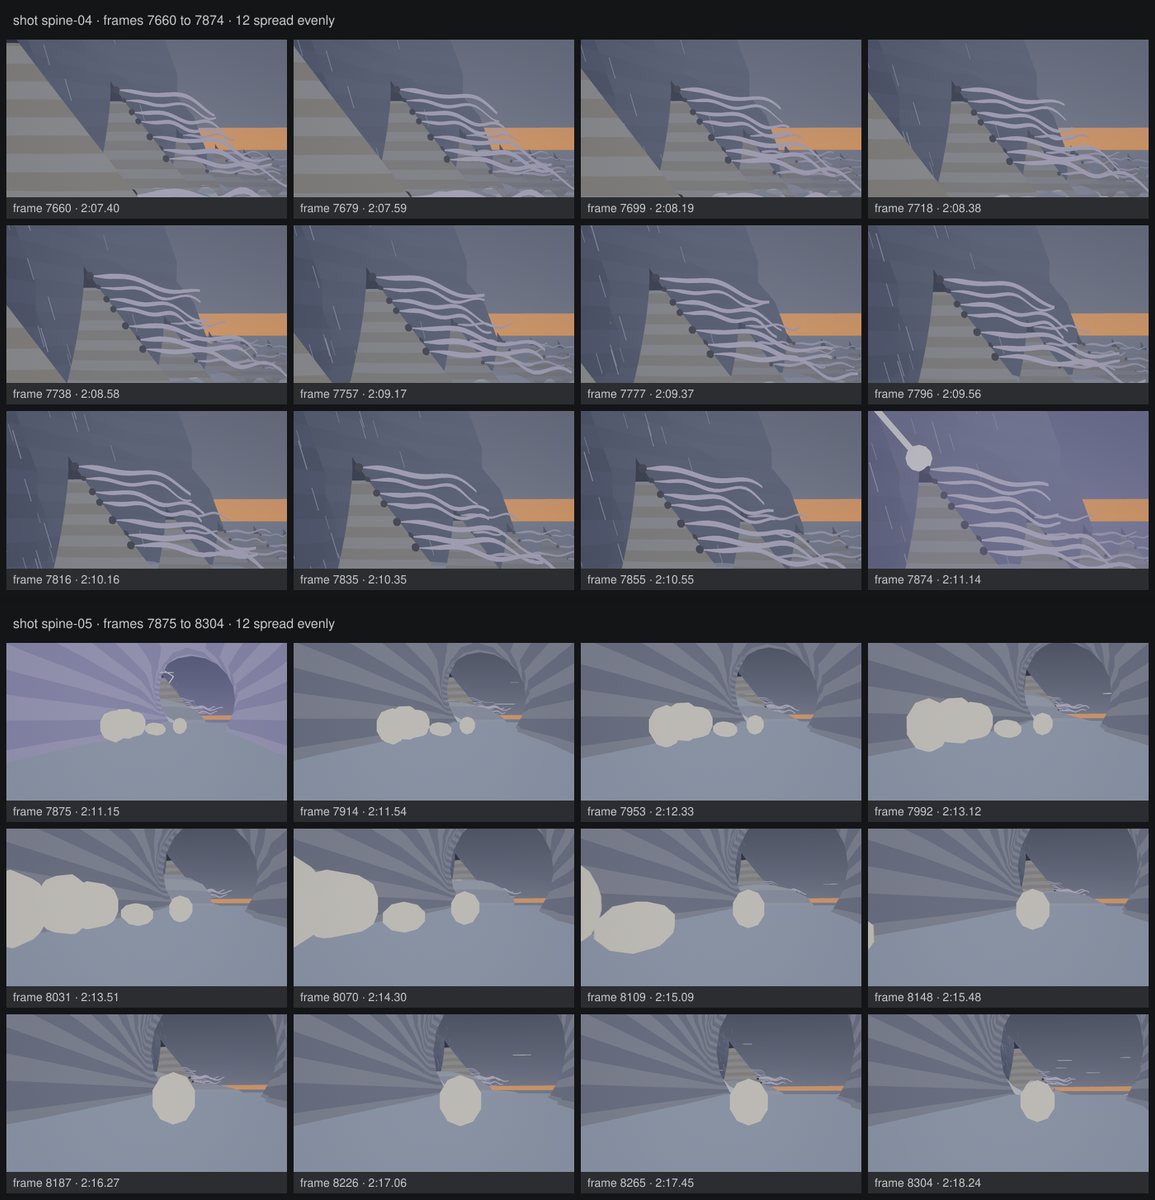 shot spine-04 · frames 7660 to 7874 · 12 spread evenly
frame 7660 · 2:07.40
frame 7679 · 2:07.59
frame 7699 · 2:08.19
frame 7718 · 2:08.38
frame 7738 · 2:08.58
frame 7757 · 2:09.17
frame 7777 · 2:09.37
frame 7796 · 2:09.56
frame 7816 · 2:10.16
frame 7835 · 2:10.35
frame 7855 · 2:10.55
frame 7874 · 2:11.14
shot spine-05 · frames 7875 to 8304 · 12 spread evenly
frame 7875 · 2:11.15
frame 7914 · 2:11.54
frame 7953 · 2:12.33
frame 7992 · 2:13.12
frame 8031 · 2:13.51
frame 8070 · 2:14.30
frame 8109 · 2:15.09
frame 8148 · 2:15.48
frame 8187 · 2:16.27
frame 8226 · 2:17.06
frame 8265 · 2:17.45
frame 8304 · 2:18.24